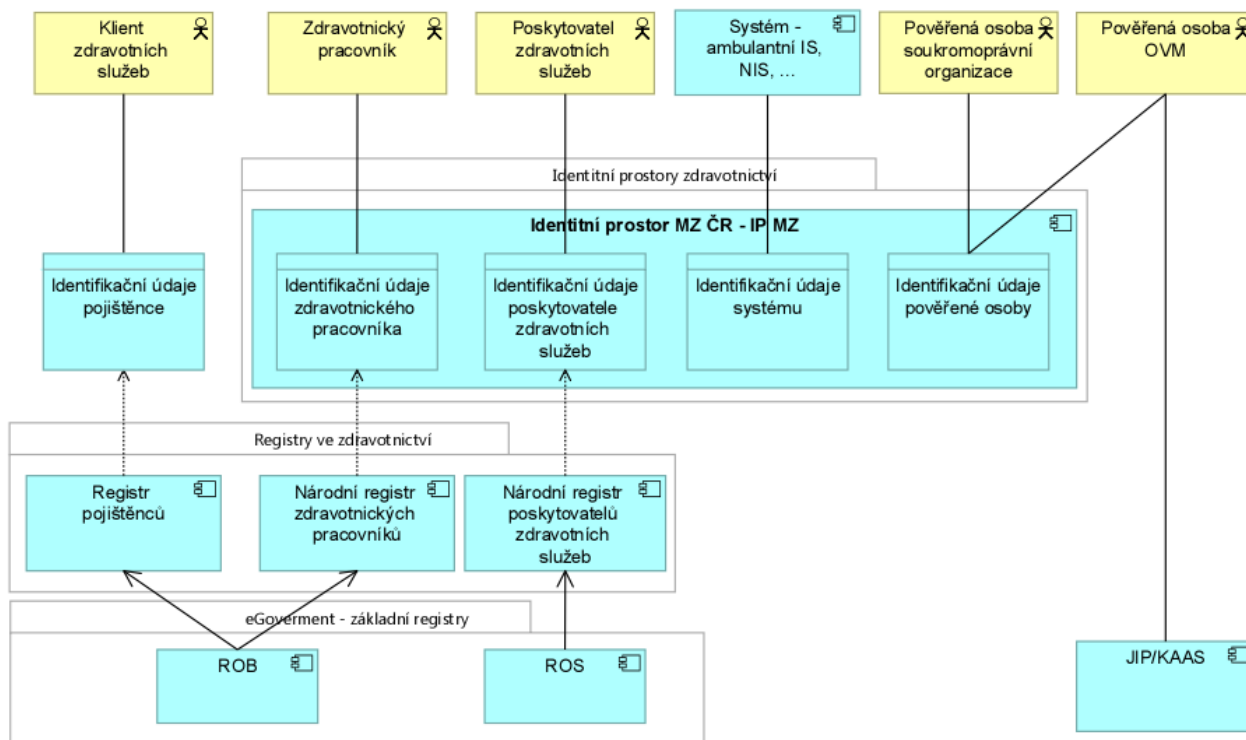 Klient
zdravotních
služeb
Zdravotnický
pracovník
Poskytovatel
zdravotních
služeb
Systém -
ambulantní IS,
NIS, ...
Pověřená osoba
soukromoprávní
organizace
Pověřená osoba
OVM
Identitní prostory zdravotnictví
Identitní prostor MZ ČR - IP MZ
Identifikační údaje
pojištěnce
Identifikační údaje
zdravotnického
pracovníka
Identifikační údaje
poskytovatele
zdravotních
služeb
Identifikační údaje
systému
Identifikační údaje
pověřené osoby
Registry ve zdravotnictví
Registr
pojištěnců
Národní registr
zdravotnických
pracovníků
Národní registr
poskytovatelů
zdravotních
služeb
eGoverment - základní registry
ROB
ROS
JIP/KAAS